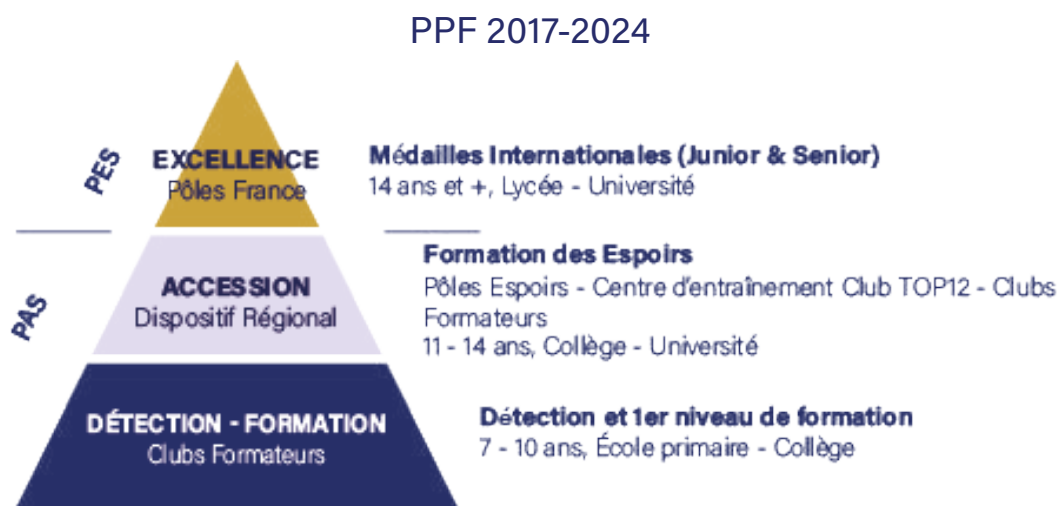 PPF 2017-2024
PES
EXCELLENCE
Pôles France
Médailles Internationales (Junior & Senior)
14 ans et +, Lycée - Université
PAS
ACCESSION
Dispositif Régional
Formation des Espoirs
Pôles Espoirs - Centre d'entraînement Club TOP12 - Clubs
Formateurs
11 - 14 ans, Collège - Université
DÉTECTION - FORMATION
Clubs Formateurs
Détection et 1er niveau de formation
7 - 10 ans, École primaire - Collège